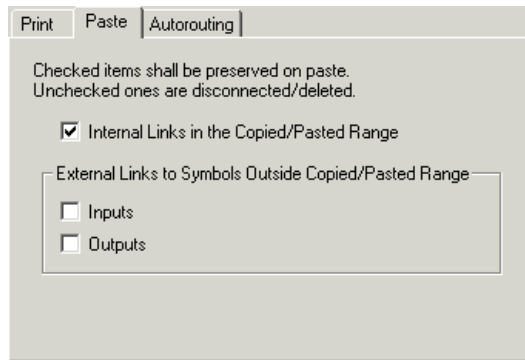 Print Paste Autorouting
Checked items shall be preserved on paste.
Unchecked ones are disconnected/deleted.
Internal Links in the Copied/Pasted Range
External Links to Symbols Outside Copied/Pasted Range
Inputs
Outputs